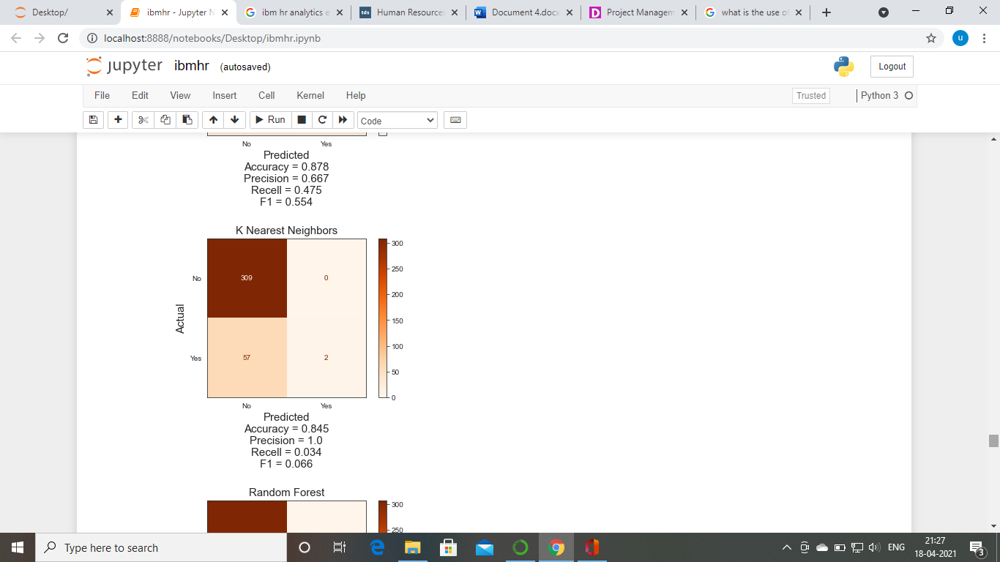 Desktop/
ibmhr - Jupyter N
ibm hr analytics e
Human Resource
Document 4.docx
Project Managem
what is the use o
localhost:8888/notebooks/Desktop/ibmhr.ipynb
u
jupyter ibmhr (autosaved)
Logout
File Edit View Insert Cell Kernel Help
Trusted
Python 3
Run
Code
No Yes
Predicted
Accuracy = 0.878
Precision = 0.667
Recell = 0.475
F1 = 0.554
K Nearest Neighbors
300
250
200
150
100
50
0
No
309 0
Actual
Yes
57 2
No Yes
Predicted
Accuracy = 0.845
Precision = 1.0
Recell = 0.034
F1 = 0.066
Random Forest
300
250
Type here to search
ENG
21:27
18-04-2021
3